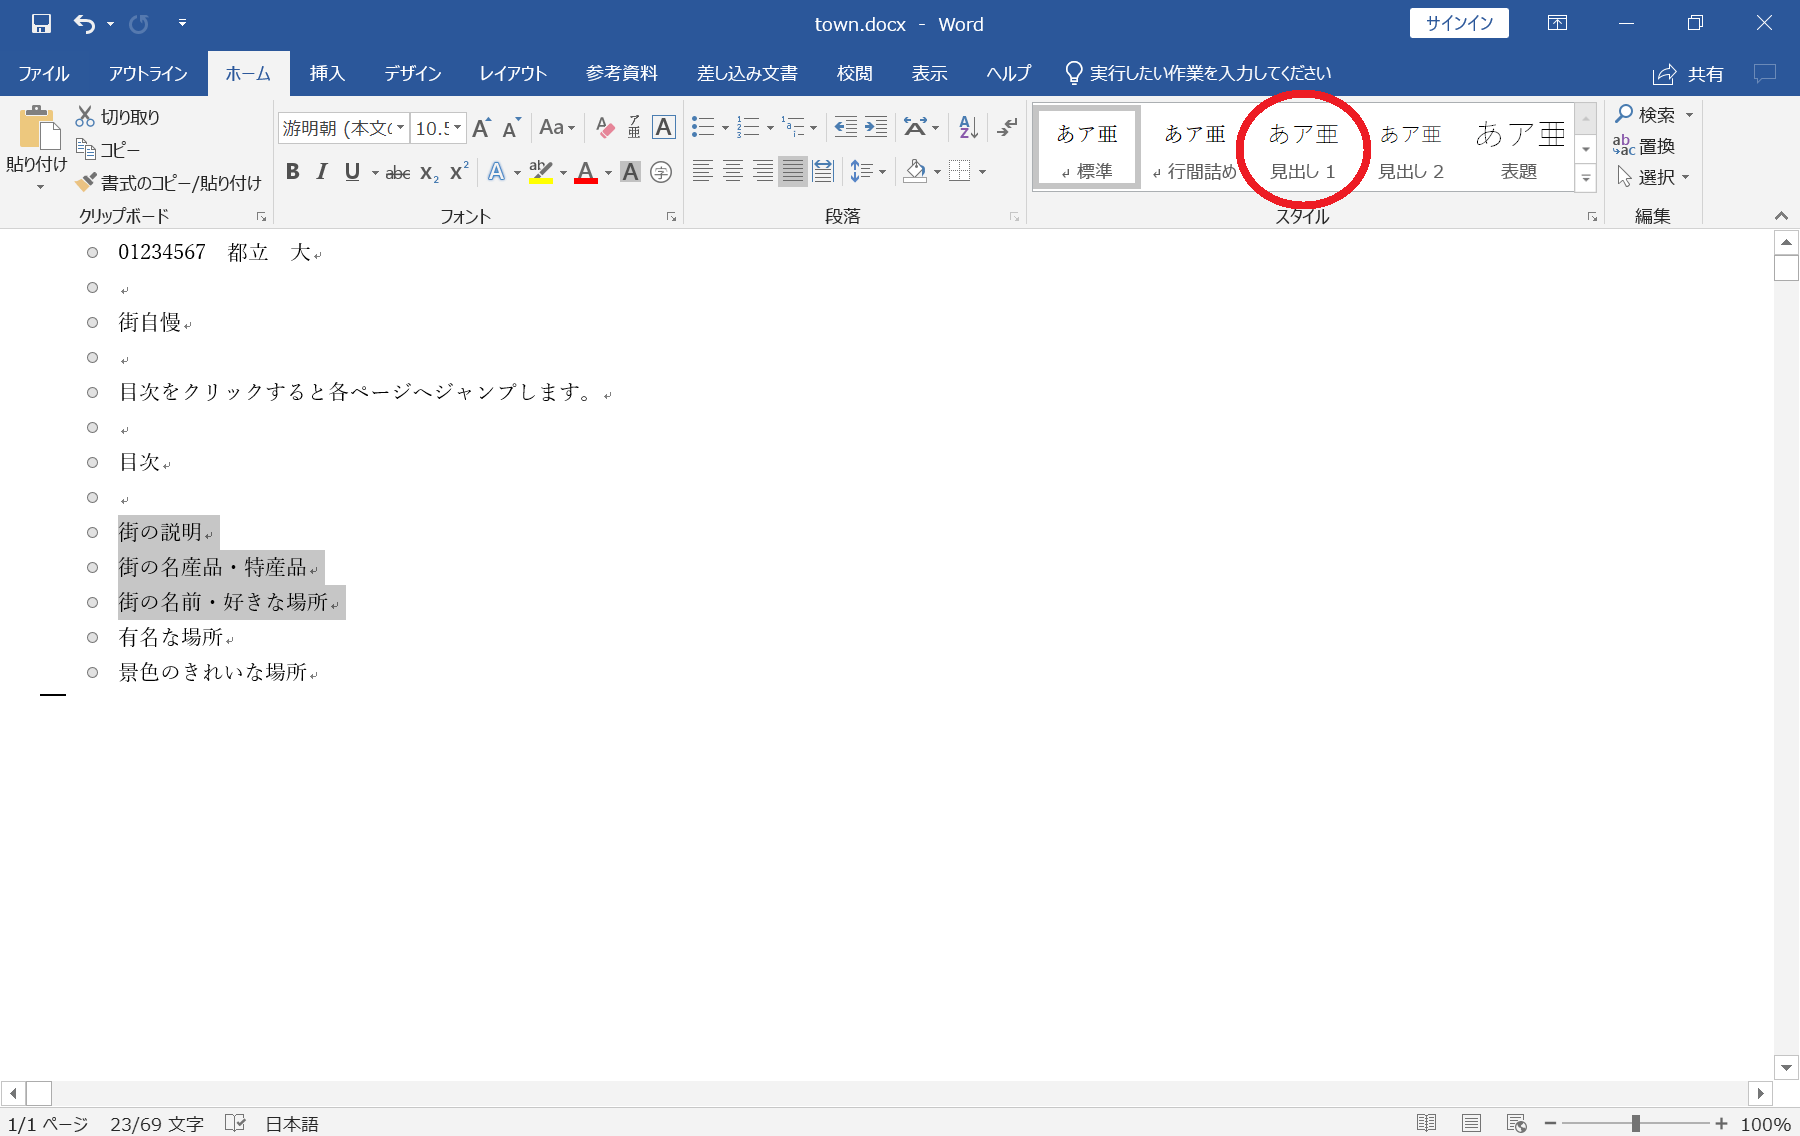 town.docx - Word
サインイン
ファイル アウトライン ホーム 挿入 デザイン レイアウト 参考資料 差し込み文書 校閲 表示 ヘルプ 実行したい作業を入力してください 共有
貼り付け
切り取り
コピー
書式のコピー/貼り付け
クリップボード
游明朝 (本文( 10.5 Aa
B I U abc X₂ X²
フォント
段落
あア亜 あア亜 あア亜 あア亜 あア亜
標準 行間詰め 見出し 1 見出し 2 表題
スタイル
検索
置換
選択
編集
01234567 都立 大
街自慢
目次をクリックすると各ページへジャンプします。
目次
街の説明
街の名産品・特産品
街の名前・好きな場所
有名な場所
景色のきれいな場所
1/1 ページ 23/69 文字 日本語 100%